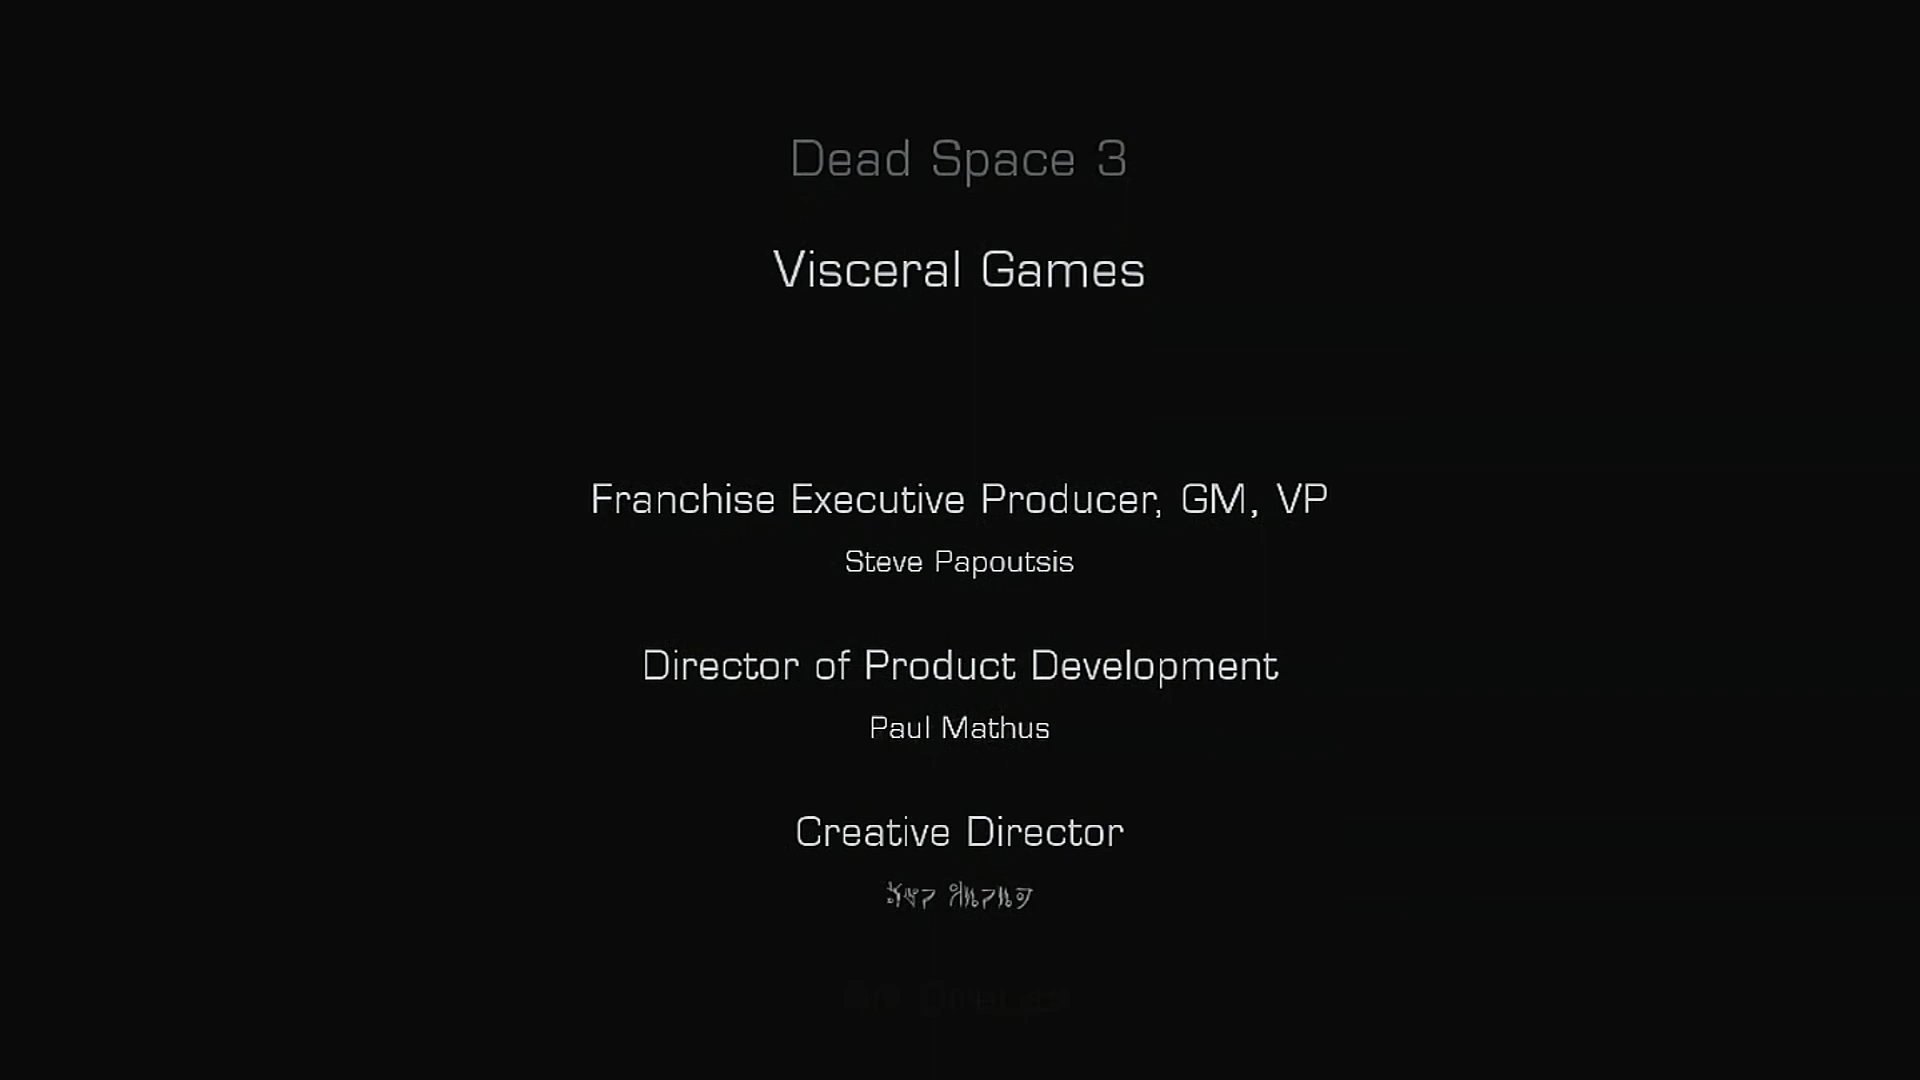 Dead Space 3
Visceral Games
Franchise Executive Producer, GM, VP
Steve Papoutsis
Director of Product Development
Paul Mathus
Creative Director